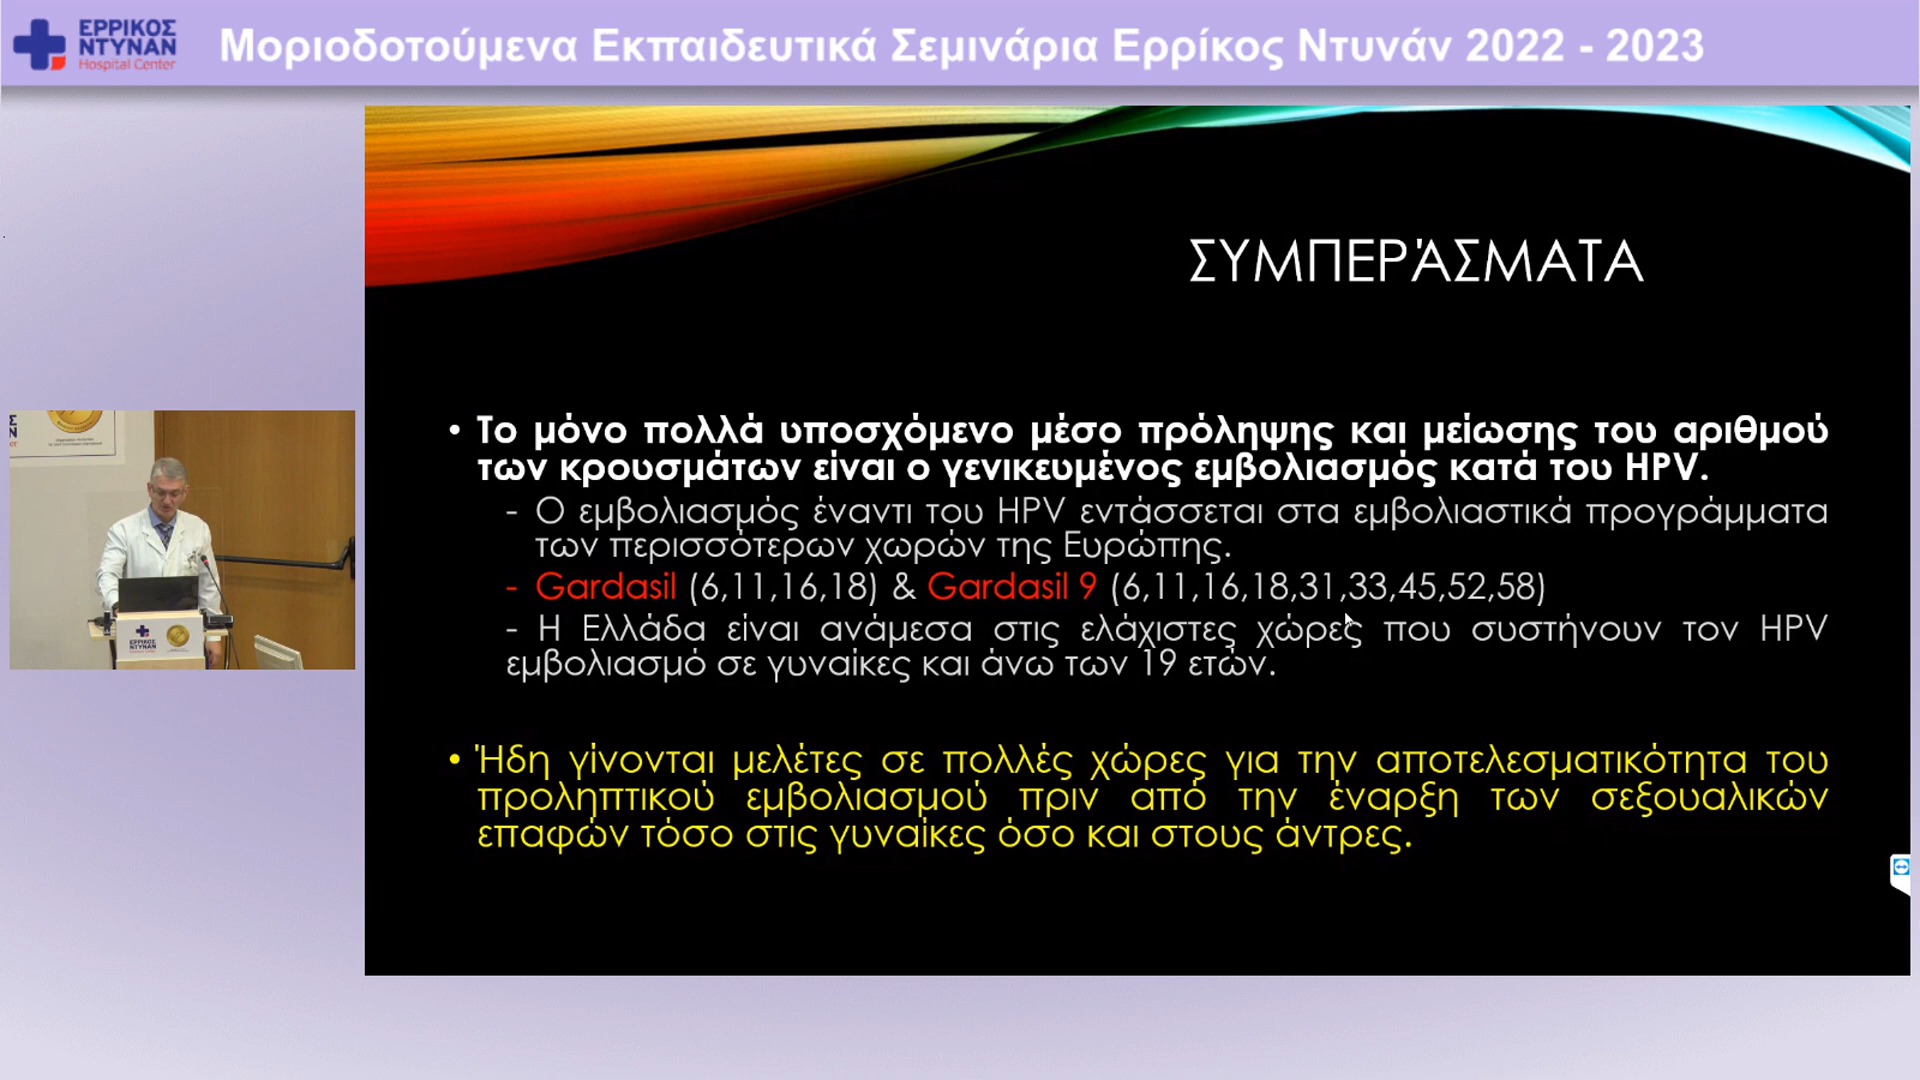 ΕΡΡΙΚΟΣ
ΝΤΥΝΑΝ
Hospital Center
Μοριοδοτούμενα Εκπαιδευτικά Σεμινάρια Ερρίκος Ντυνάν 2022 - 2023
ΣΥΜΠΕΡΆΣΜΑΤΑ
• Το μόνο πολλά υποσχόμενο μέσο πρόληψης και μείωσης του αριθμού
των κρουσμάτων είναι ο γενικευμένος εμβολιασμός κατά του HPV.
- Ο εμβολιασμός έναντι του HPV εντάσσεται στα εμβολιαστικά προγράμματα
των περισσότερων χωρών της Ευρώπης.
- Gardasil (6,11,16,18) & Gardasil 9 (6,11,16,18,31,33,45,52,58)
- Η Ελλάδα είναι ανάμεσα στις ελάχιστες χώρες που συστήνουν τον HPV
εμβολιασμό σε γυναίκες και άνω των 19 ετών.
• Ήδη γίνονται μελέτες σε πολλές χώρες για την αποτελεσματικότητα του
προληπτικού εμβολιασμού πριν από την έναρξη των σεξουαλικών
επαφών τόσο στις γυναίκες όσο και στους άντρες.
ΕΡΡΙΚΟΣ
ΝΤΥΝΑΝ